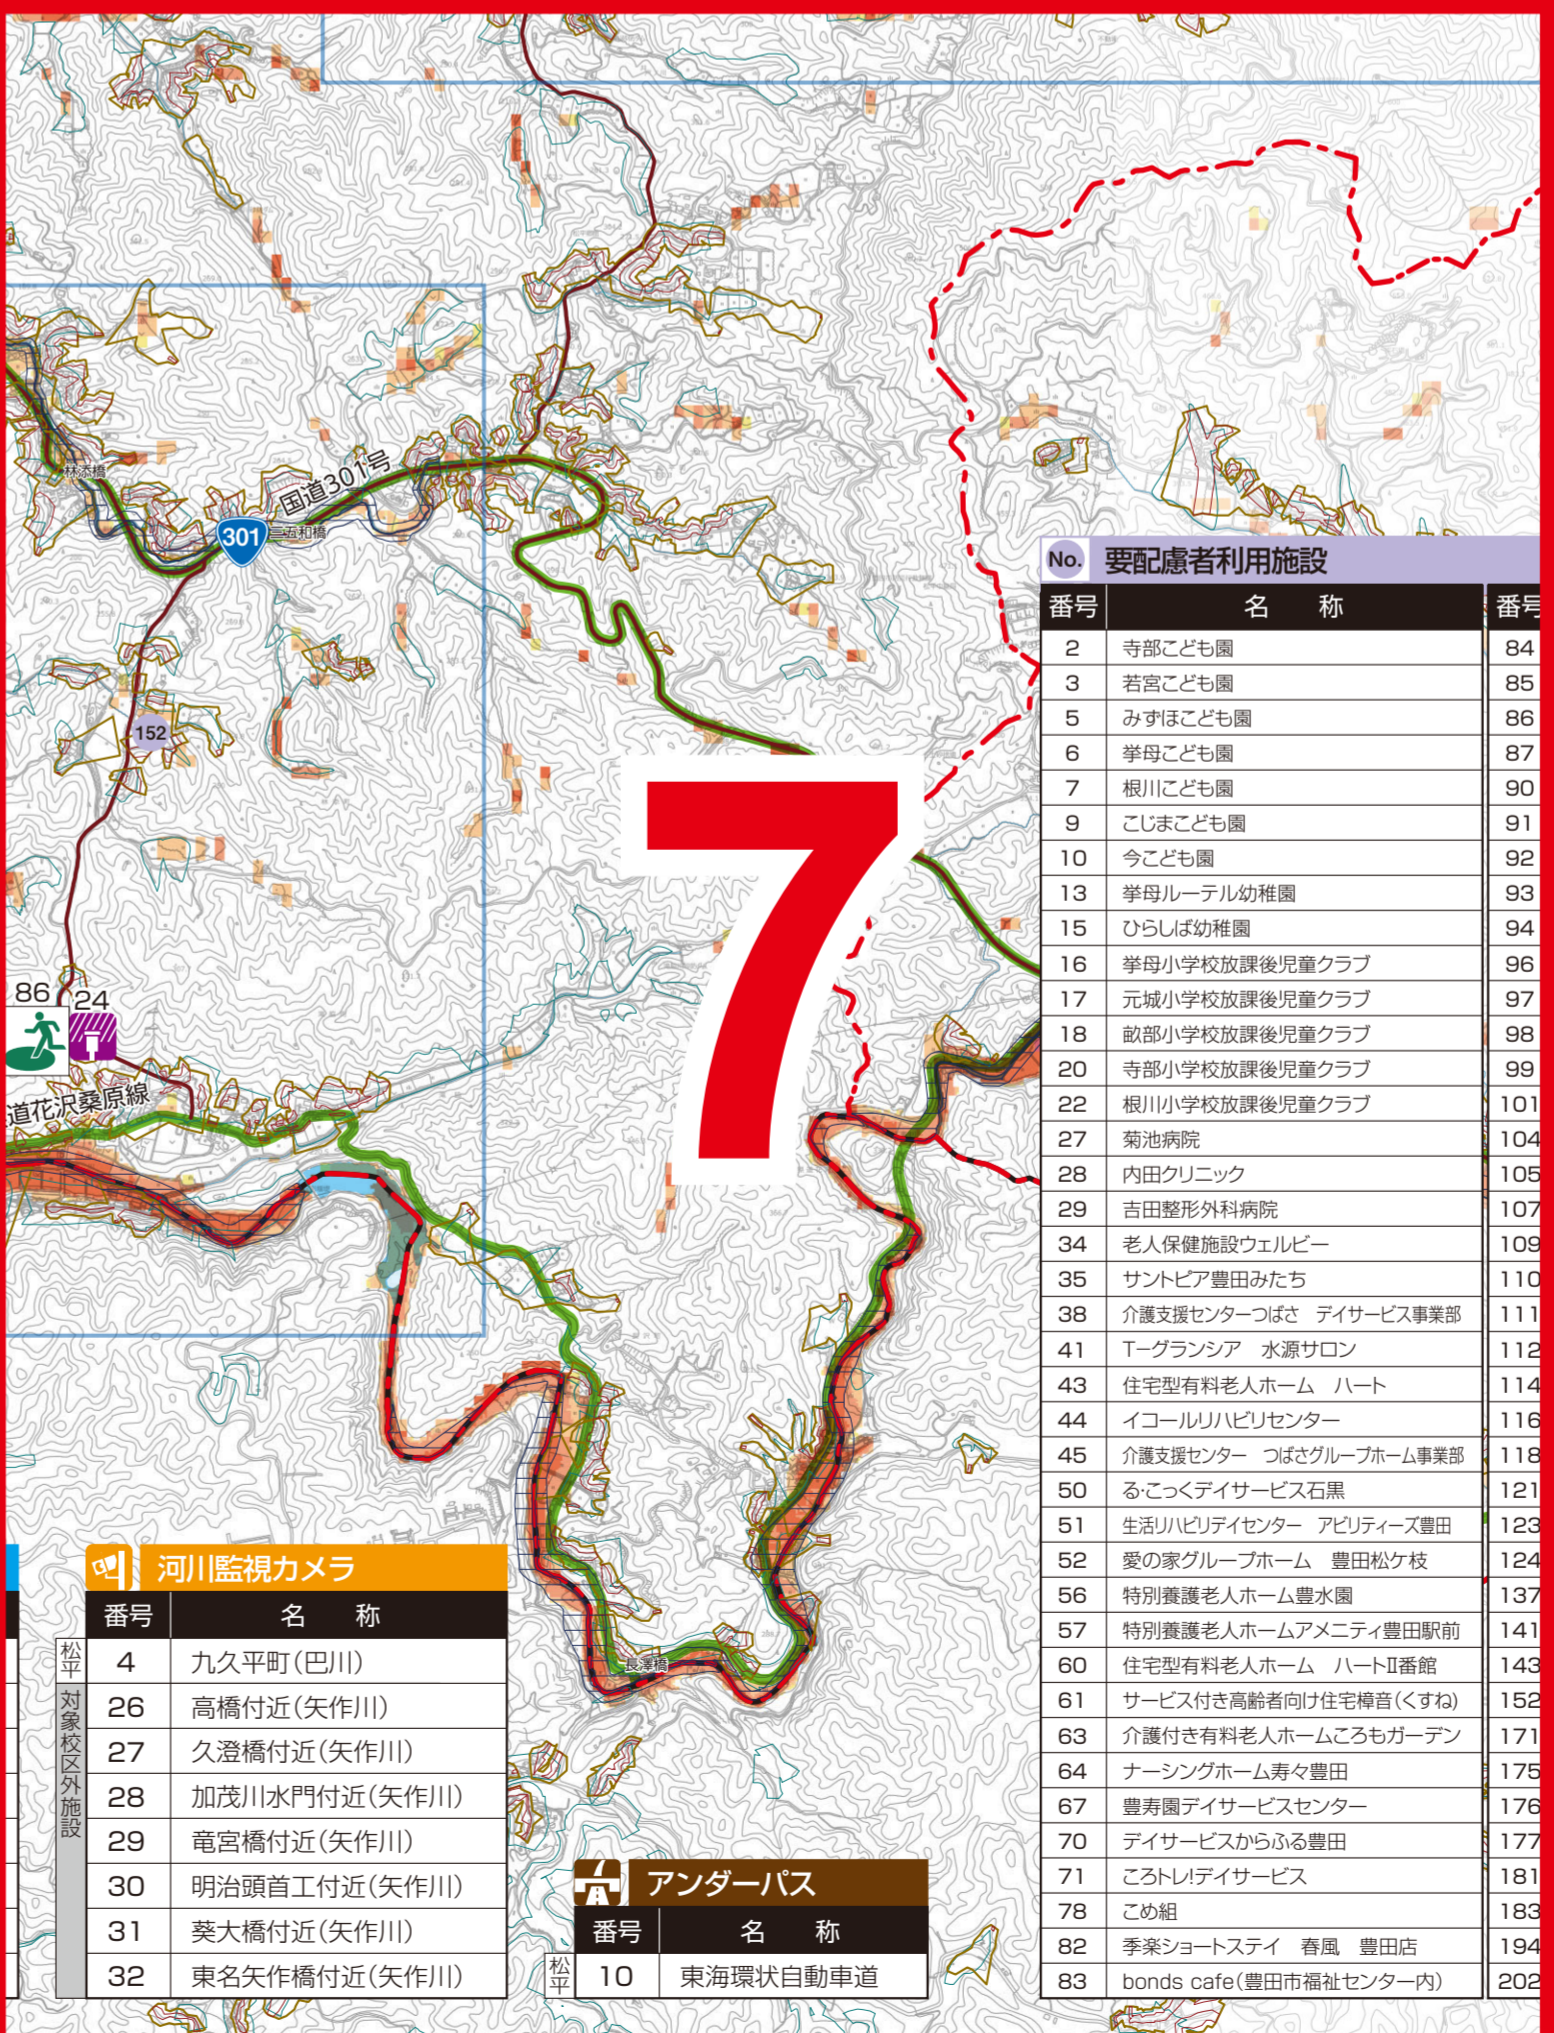 林添橋
国道301号
301
三五和橋
152
86
24
道花沢桑原線
7
長澤橋
No. 要配慮者利用施設
番号 名 称 番号
2 寺部こども園 84
3 若宮こども園 85
5 みずほこども園 86
6 挙母こども園 87
7 根川こども園 90
9 こじまこども園 91
10 今こども園 92
13 挙母ルーテル幼稚園 93
15 ひらしば幼稚園 94
16 挙母小学校放課後児童クラブ 96
17 元城小学校放課後児童クラブ 97
18 畝部小学校放課後児童クラブ 98
20 寺部小学校放課後児童クラブ 99
22 根川小学校放課後児童クラブ 101
27 菊池病院 104
28 内田クリニック 105
29 吉田整形外科病院 107
34 老人保健施設ウェルビー 109
35 サントピア豊田みたち 110
38 介護支援センターつばさ デイサービス事業部 111
41 T-グランシア 水源サロン 112
43 住宅型有料老人ホーム ハート 114
44 イコールリハビリセンター 116
45 介護支援センター つばさグループホーム事業部 118
50 る・こっくデイサービス石黒 121
51 生活リハビリデイセンター アビリティーズ豊田 123
52 愛の家グループホーム 豊田松ケ枝 124
56 特別養護老人ホーム豊水園 137
57 特別養護老人ホームアメニティ豊田駅前 141
60 住宅型有料老人ホーム ハートⅡ番館 143
61 サービス付き高齢者向け住宅樟音(くすね) 152
63 介護付き有料老人ホームころもガーデン 171
64 ナーシングホーム寿々豊田 175
67 豊寿園デイサービスセンター 176
70 デイサービスからふる豊田 177
71 ころトレ!デイサービス 181
78 こめ組 183
82 季楽ショートステイ 春風 豊田店 194
83 bonds cafe(豊田市福祉センター内) 202
河川監視カメラ
番号 名 称
松平
4 九久平町(巴川)
対象校区外施設
26 高橋付近(矢作川)
27 久澄橋付近(矢作川)
28 加茂川水門付近(矢作川)
29 竜宮橋付近(矢作川)
30 明治頭首工付近(矢作川)
31 葵大橋付近(矢作川)
32 東名矢作橋付近(矢作川)
アンダーパス
番号 名 称
松平
10 東海環状自動車道